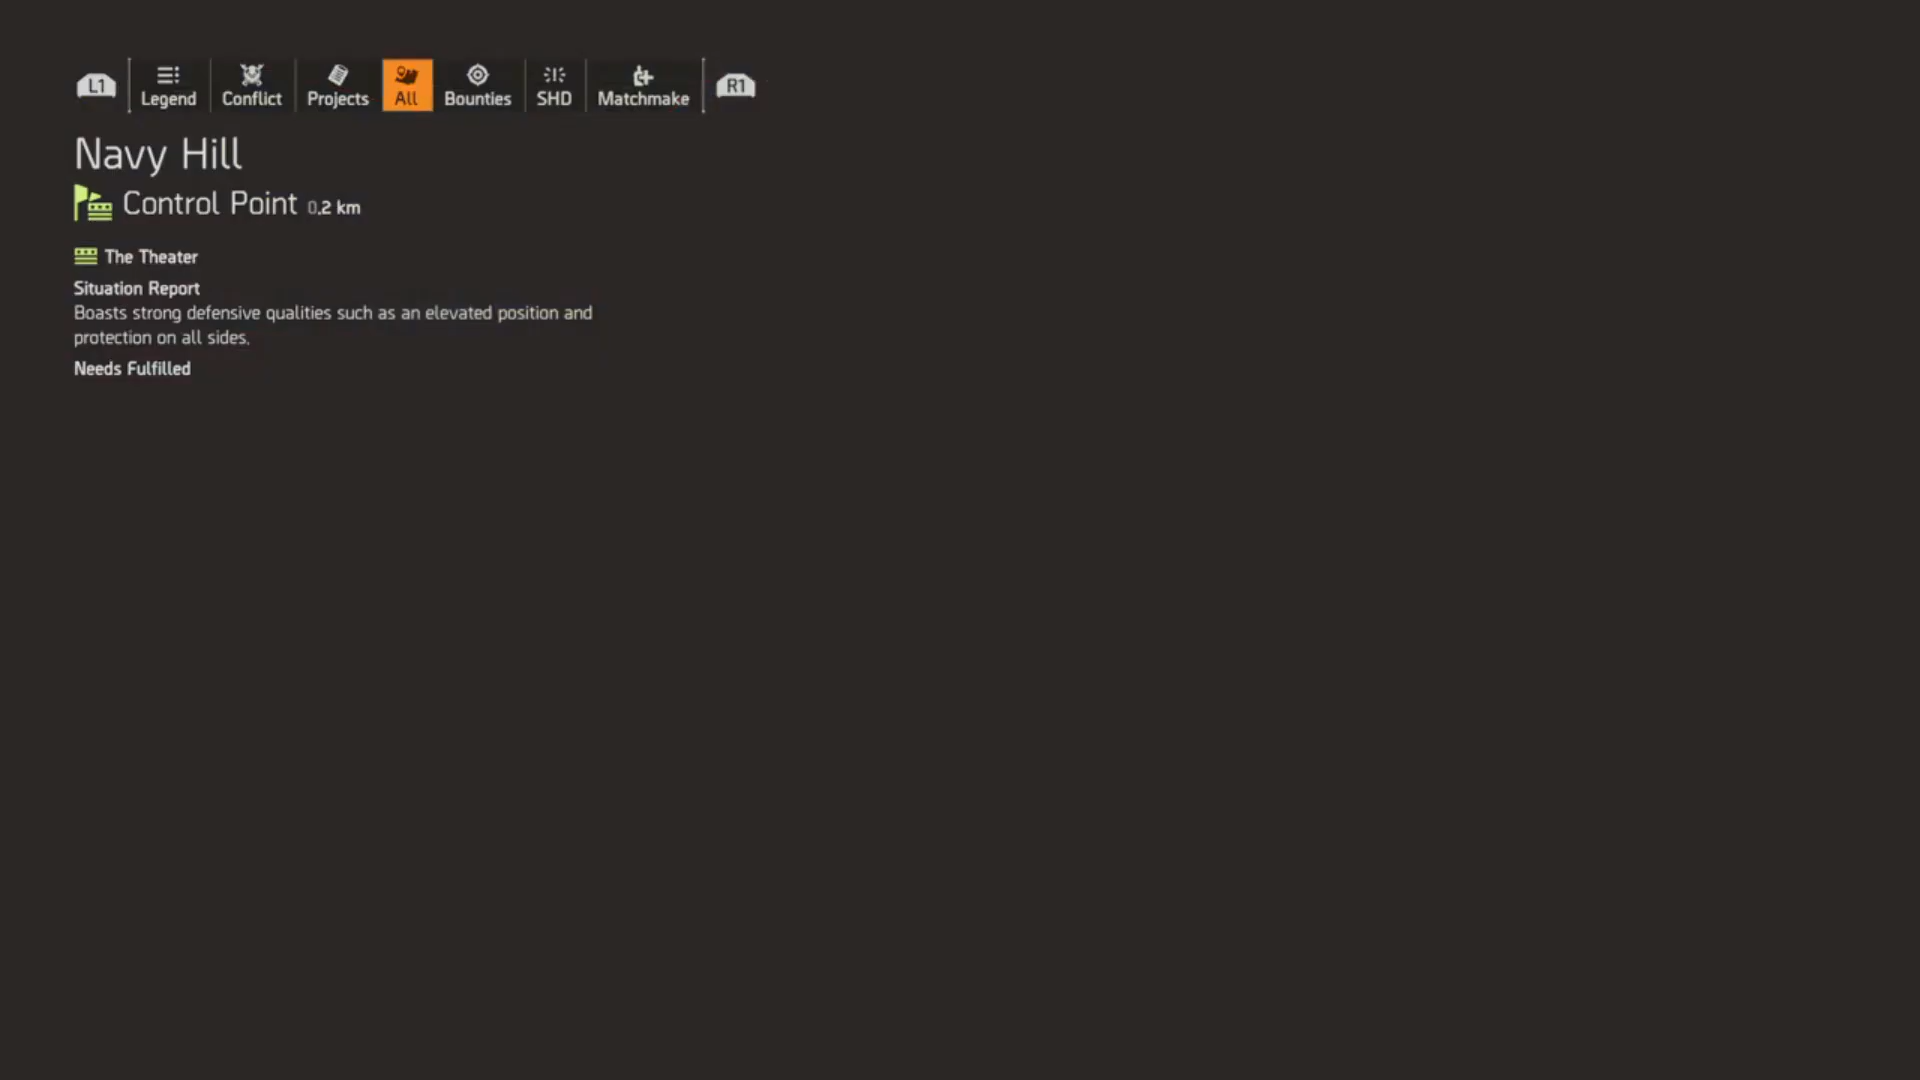 L1 Legend Conflict Projects All Bounties SHD Matchmake R1
Navy Hill
Control Point 0.2 km
The Theater
Situation Report
Boasts strong defensive qualities such as an elevated position and
protection on all sides.
Needs Fulfilled